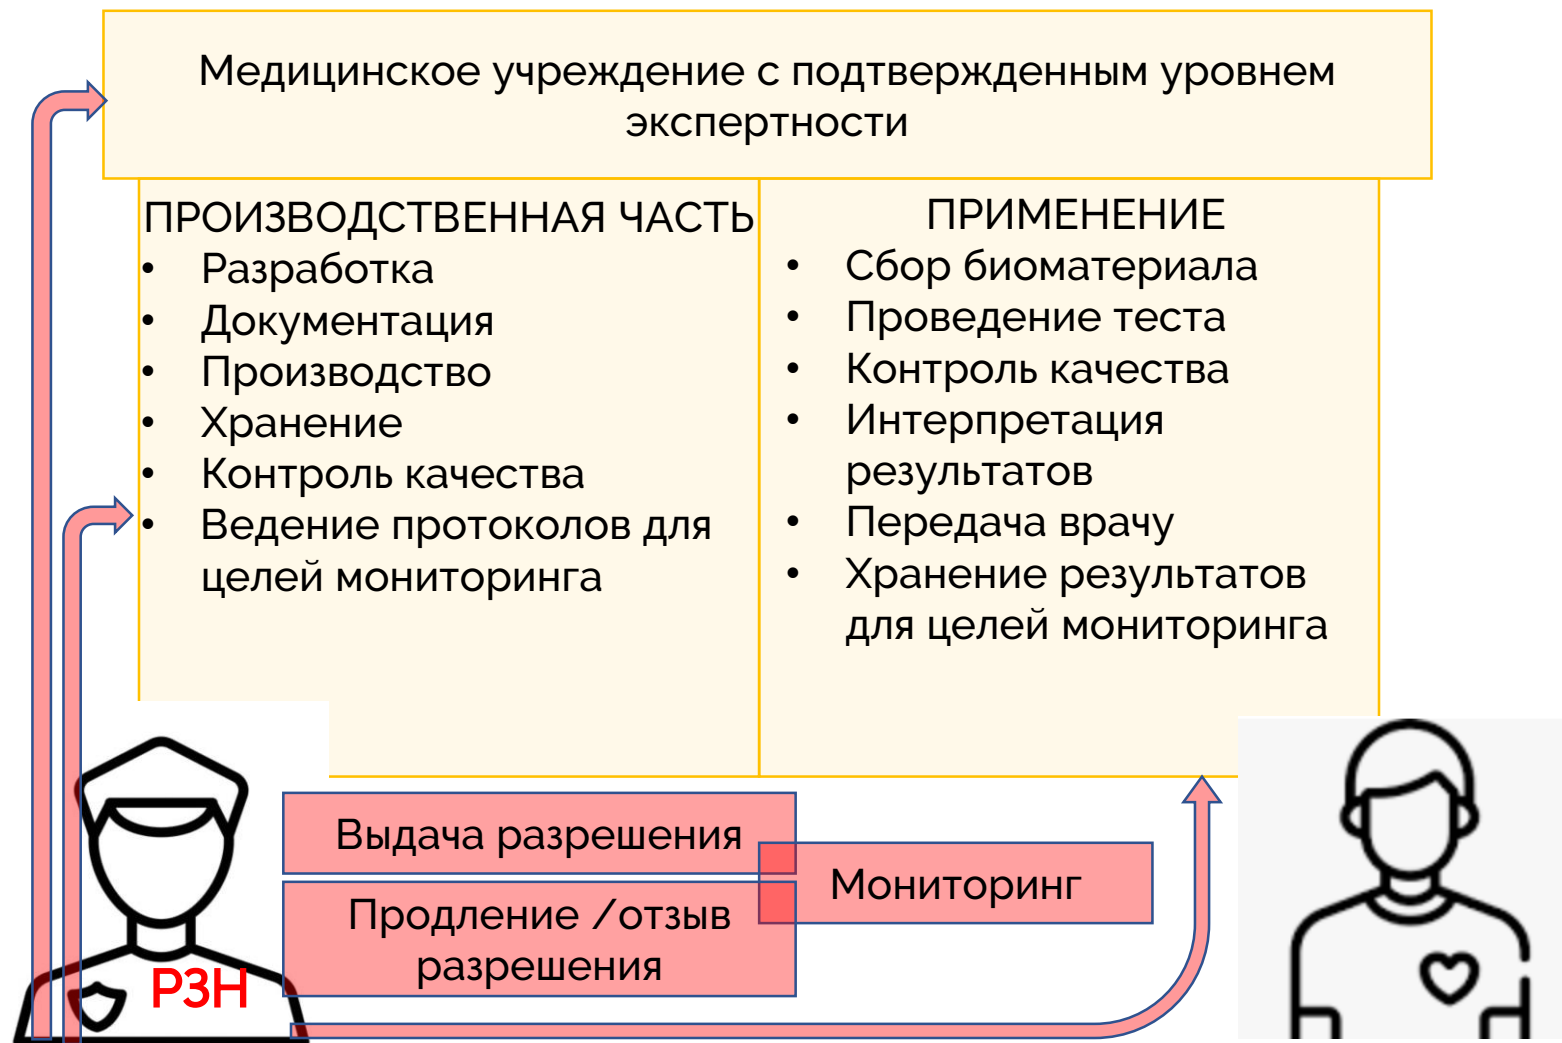 Медицинское учреждение с подтвержденным уровнем
экспертности
ПРОИЗВОДСТВЕННАЯ ЧАСТЬ
• Разработка
• Документация
• Производство
• Хранение
• Контроль качества
• Ведение протоколов для
целей мониторинга
ПРИМЕНЕНИЕ
• Сбор биоматериала
• Проведение теста
• Контроль качества
• Интерпретация
результатов
• Передача врачу
• Хранение результатов
для целей мониторинга
Выдача разрешения
Мониторинг
Продление /отзыв
разрешения
РЗН